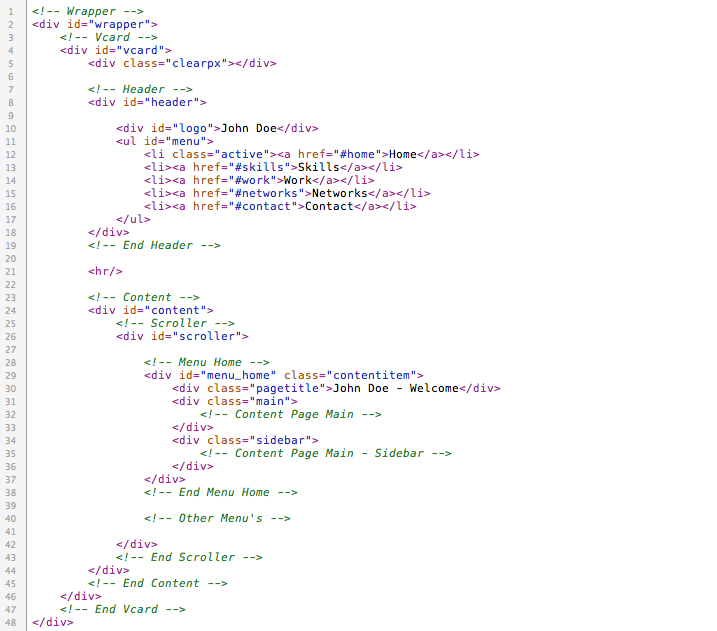 1 <!-- Wrapper -->
2 <div id="wrapper">
3     <!-- Vcard -->
4     <div id="vcard">
5         <div class="clearpx"></div>
6
7         <!-- Header -->
8         <div id="header">
9
10             <div id="logo">John Doe</div>
11             <ul id="menu">
12                 <li class="active"><a href="#home">Home</a></li>
13                 <li><a href="#skills">Skills</a></li>
14                 <li><a href="#work">Work</a></li>
15                 <li><a href="#networks">Networks</a></li>
16                 <li><a href="#contact">Contact</a></li>
17             </ul>
18         </div>
19         <!-- End Header -->
20
21         <hr/>
22
23         <!-- Content -->
24         <div id="content">
25             <!-- Scroller -->
26             <div id="scroller">
27
28                 <!-- Menu Home -->
29                 <div id="menu_home" class="contentitem">
30                     <div class="pagetitle">John Doe - Welcome</div>
31                     <div class="main">
32                         <!-- Content Page Main -->
33                     </div>
34                     <div class="sidebar">
35                         <!-- Content Page Main - Sidebar -->
36                     </div>
37                 </div>
38                 <!-- End Menu Home -->
39
40                 <!-- Other Menu's -->
41
42             </div>
43             <!-- End Scroller -->
44         </div>
45         <!-- End Content -->
46     </div>
47     <!-- End Vcard -->
48 </div>